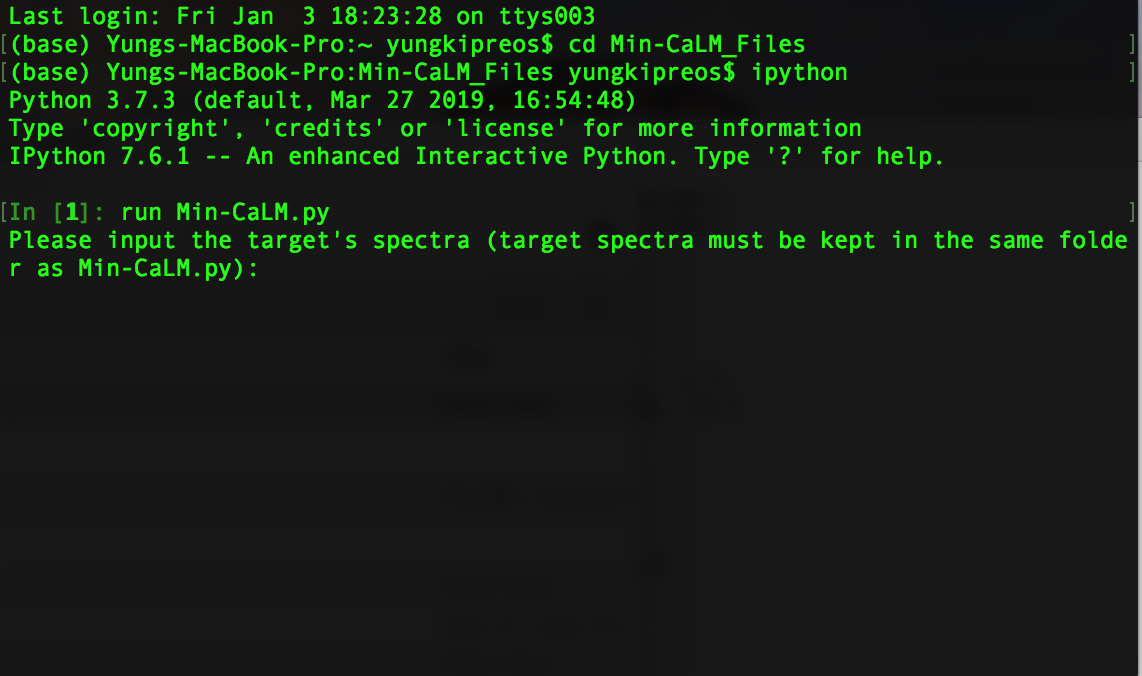 Last login: Fri Jan  3 18:23:28 on ttys003
[(base) Yungs-MacBook-Pro:~ yungkipreos$ cd Min-CaLM_Files ]
[(base) Yungs-MacBook-Pro:Min-CaLM_Files yungkipreos$ ipython ]
Python 3.7.3 (default, Mar 27 2019, 16:54:48)
Type 'copyright', 'credits' or 'license' for more information
IPython 7.6.1 -- An enhanced Interactive Python. Type '?' for help.
[In [1]: run Min-CaLM.py ]
Please input the target's spectra (target spectra must be kept in the same folde
r as Min-CaLM.py):